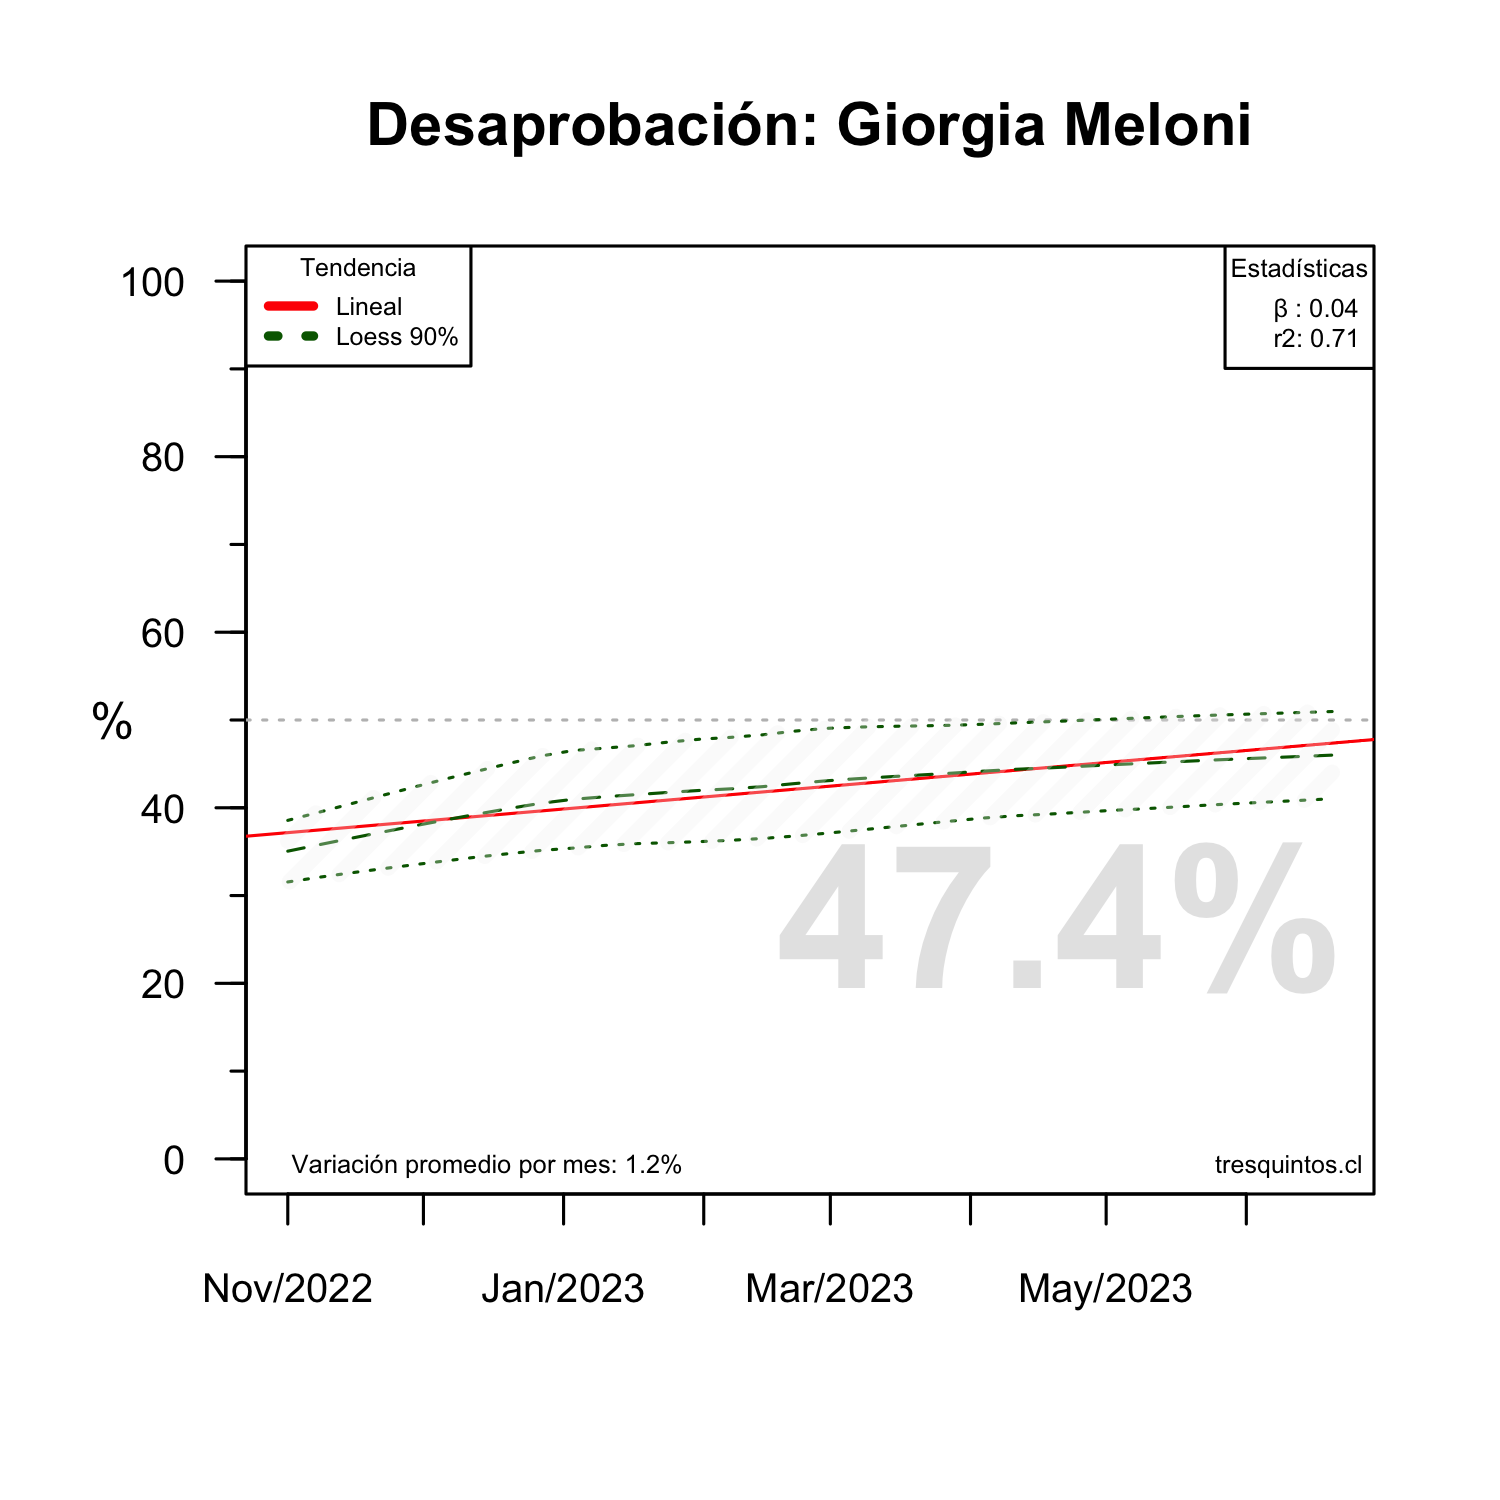 Desaprobación: Giorgia Meloni
Tendencia
Lineal
Loess 90%
Estadísticas
β : 0.04
r2: 0.71
100
80
60
%
40
20
0
47.4%
Variación promedio por mes: 1.2%
tresquintos.cl
Nov/2022
Jan/2023
Mar/2023
May/2023